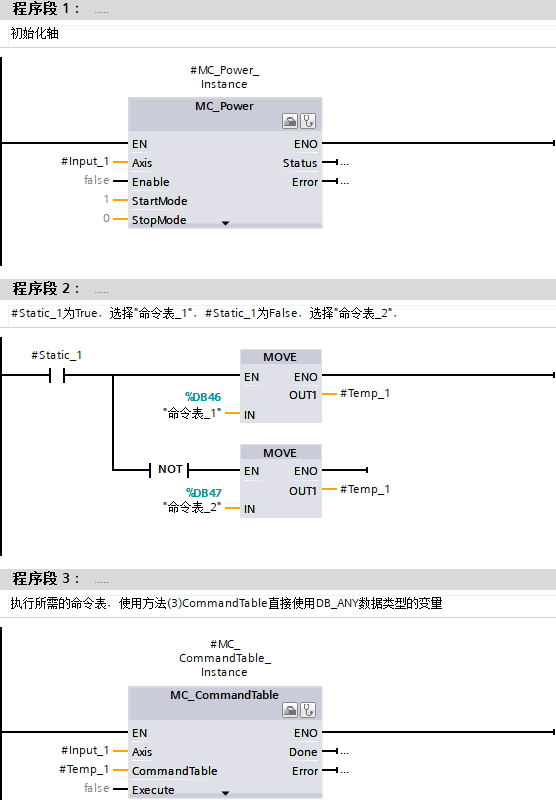 程序段 1： .....
初始化轴
#MC_Power_
Instance
MC_Power
EN ENO
#Input_1 Axis Status ...
false Enable Error ...
1 StartMode
0 StopMode
程序段 2： .....
#Static_1为True，选择"命令表_1"，#Static_1为False，选择"命令表_2"，
#Static_1 MOVE
EN ENO
%DB46 OUT1 #Temp_1
"命令表_1" IN
MOVE
NOT EN ENO
%DB47 OUT1 #Temp_1
"命令表_2" IN
程序段 3： .....
执行所需的命令表，使用方法(3)CommandTable直接使用DB_ANY数据类型的变量
#MC_
CommandTable_
Instance
MC_CommandTable
EN ENO
#Input_1 Axis Done ...
#Temp_1 CommandTable Error ...
false Execute